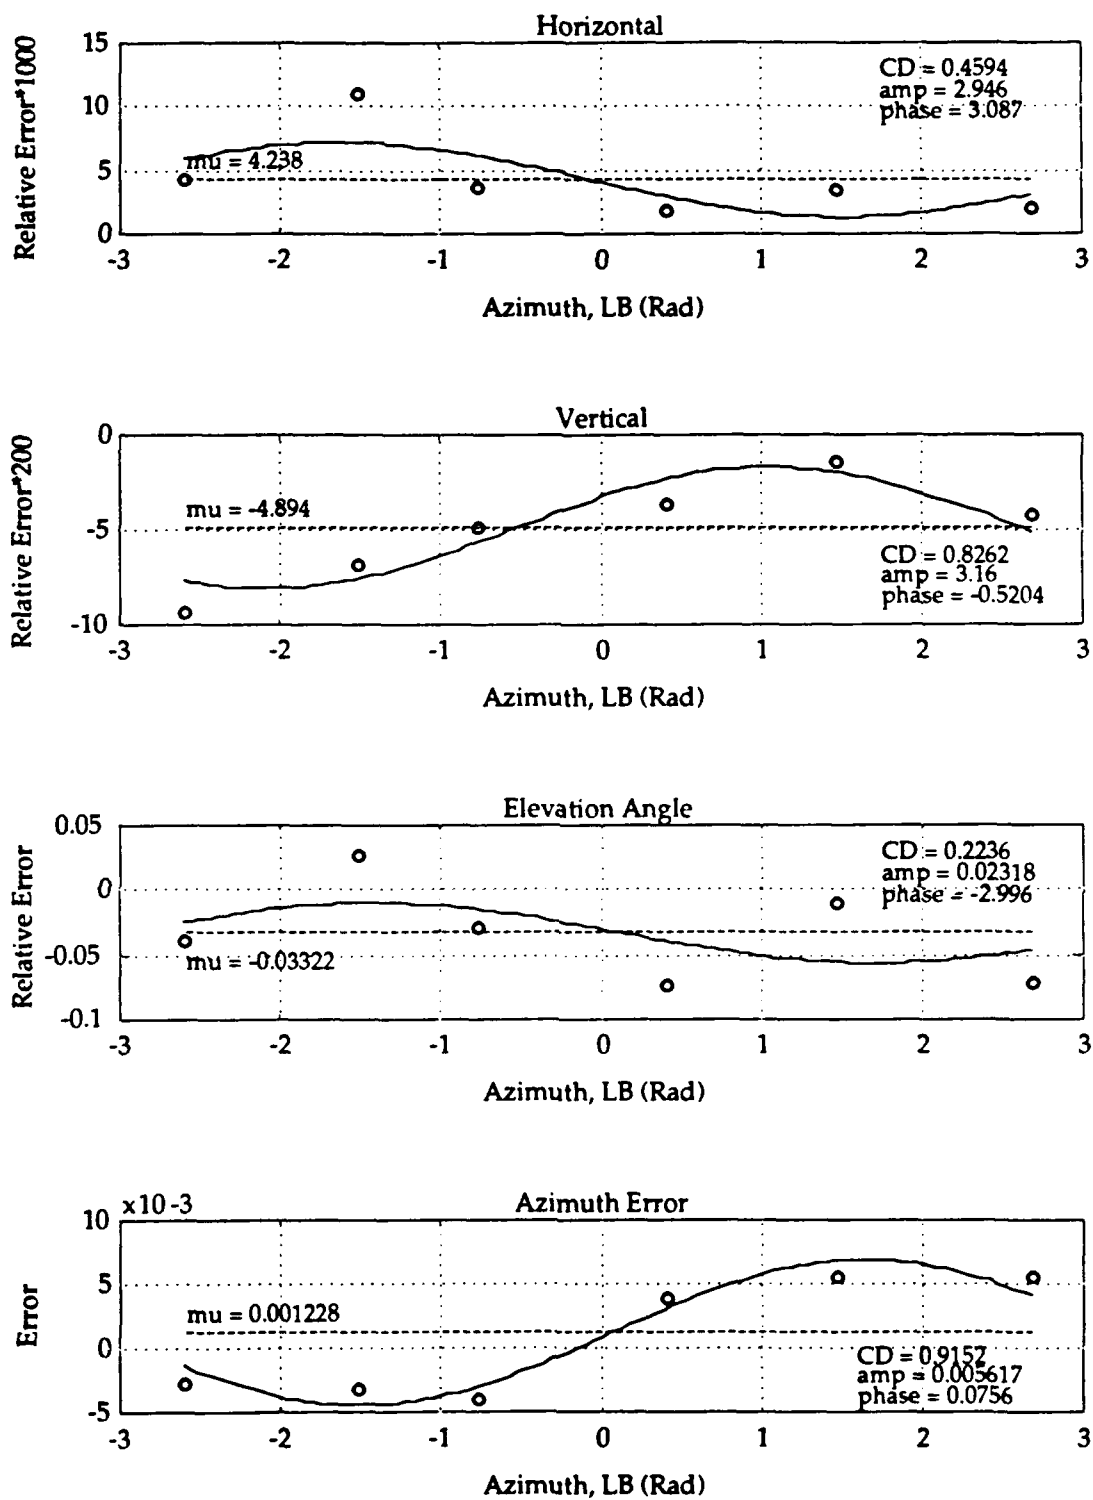 Horizontal
Relative Error*1000
15
10
5
0
CD = 0.4594
amp = 2.946
phase = 3.087
mu = 4.238
-3 -2 -1 0 1 2 3
Azimuth, LB (Rad)
Vertical
Relative Error*200
0
-5
-10
mu = -4.894
CD = 0.8262
amp = 3.16
phase = -0.5204
-3 -2 -1 0 1 2 3
Azimuth, LB (Rad)
Elevation Angle
Relative Error
0.05
0
-0.05
-0.1
CD = 0.2236
amp = 0.02318
phase = -2.996
mu = -0.03322
-3 -2 -1 0 1 2 3
Azimuth, LB (Rad)
x10 -3
Azimuth Error
Error
10
5
0
-5
mu = 0.001228
CD = 0.9152
amp = 0.005617
phase = 0.0756
-3 -2 -1 0 1 2 3
Azimuth, LB (Rad)